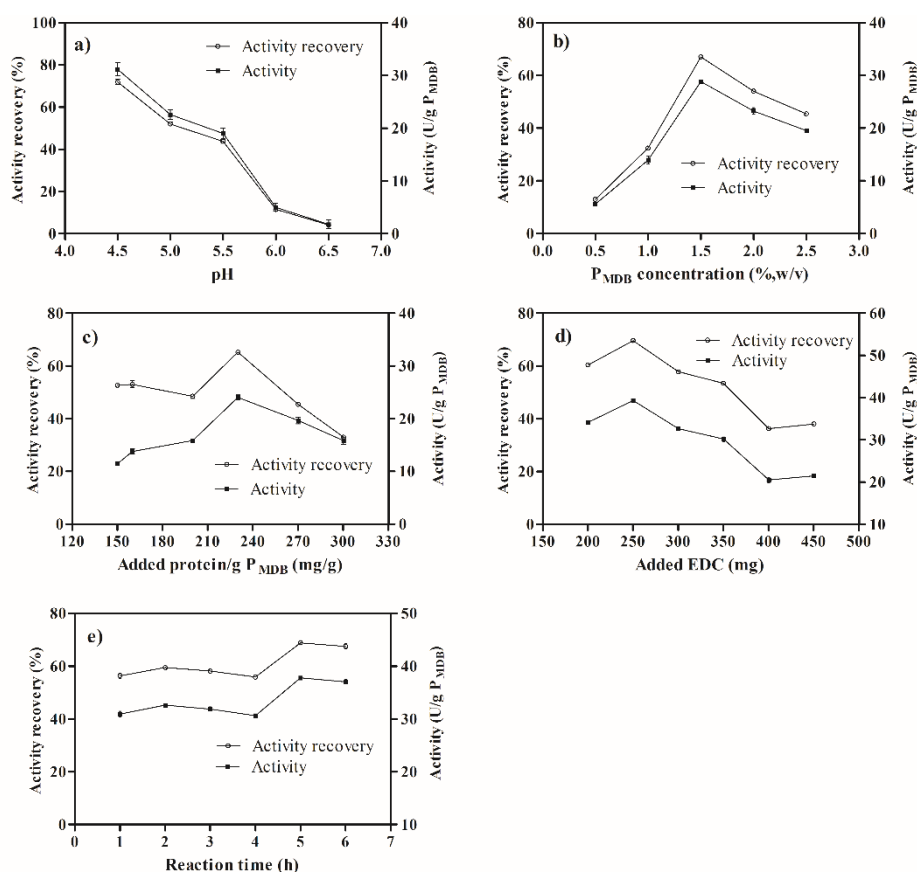 a)
Activity recovery
Activity
Activity recovery (%)
100
80
60
40
20
0
4.0 4.5 5.0 5.5 6.0 6.5 7.0
pH
40
30
20
10
0
Activity (U/g PMDB)
b)
Activity recovery
Activity
Activity recovery (%)
80
60
40
20
0
0.0 0.5 1.0 1.5 2.0 2.5 3.0
PMDB concentration (%,w/v)
40
30
20
10
0
Activity (U/g PMDB)
c)
Activity recovery
Activity
Activity recovery (%)
80
60
40
20
0
120 150 180 210 240 270 300 330
Added protein/g PMDB (mg/g)
40
30
20
10
0
Activity (U/g PMDB)
d)
Activity recovery
Activity
Activity recovery (%)
80
60
40
20
0
150 200 250 300 350 400 450 500
Added EDC (mg)
60
50
40
30
20
10
Activity (U/g PMDB)
e)
Activity recovery
Activity
Activity recovery (%)
80
60
40
20
0
0 1 2 3 4 5 6 7
Reaction time (h)
50
40
30
20
10
Activity (U/g PMDB)